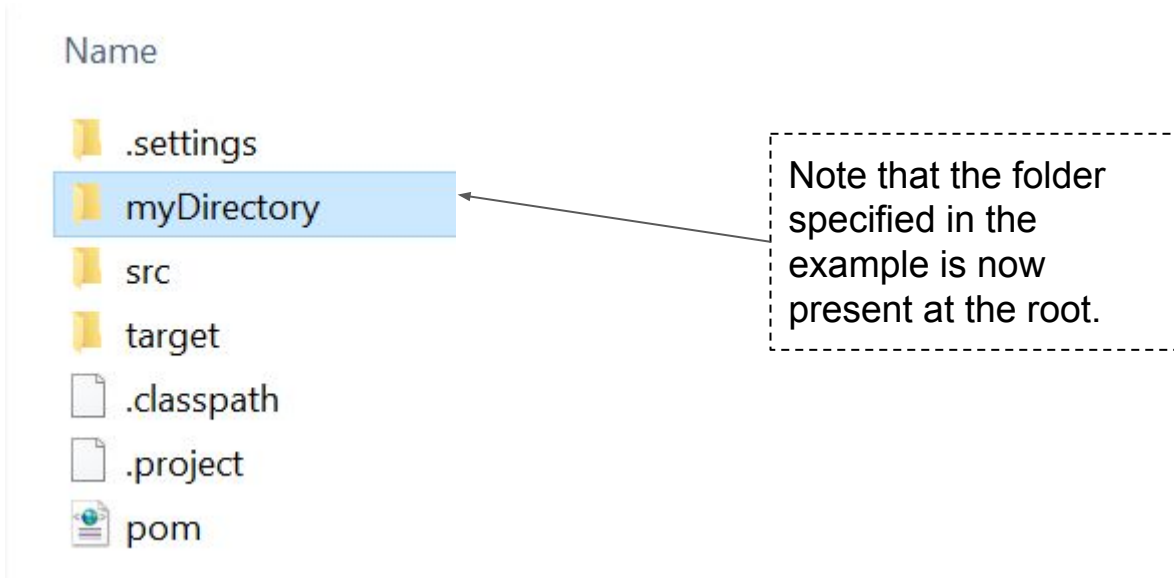 Name
.settings
myDirectory
src
target
.classpath
.project
pom
Note that the folder
specified in the
example is now
present at the root.